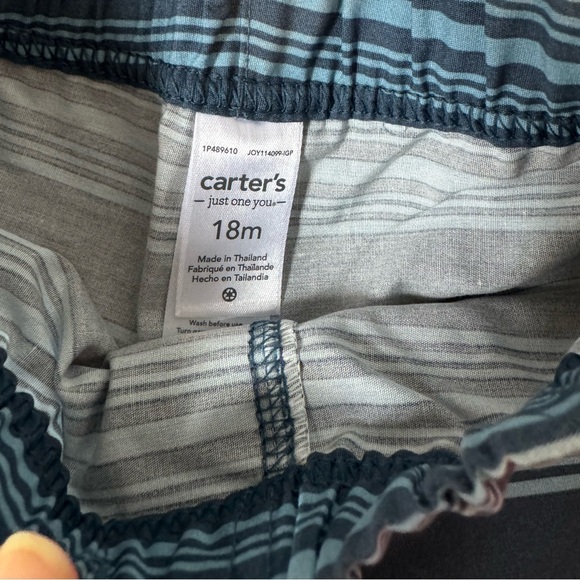 1P489610 JOY114099-IGP
carter's
just one you®
18m
Made in Thailand
Fabriqué en Thaïlande
Hecho en Tailandia
Wash before use